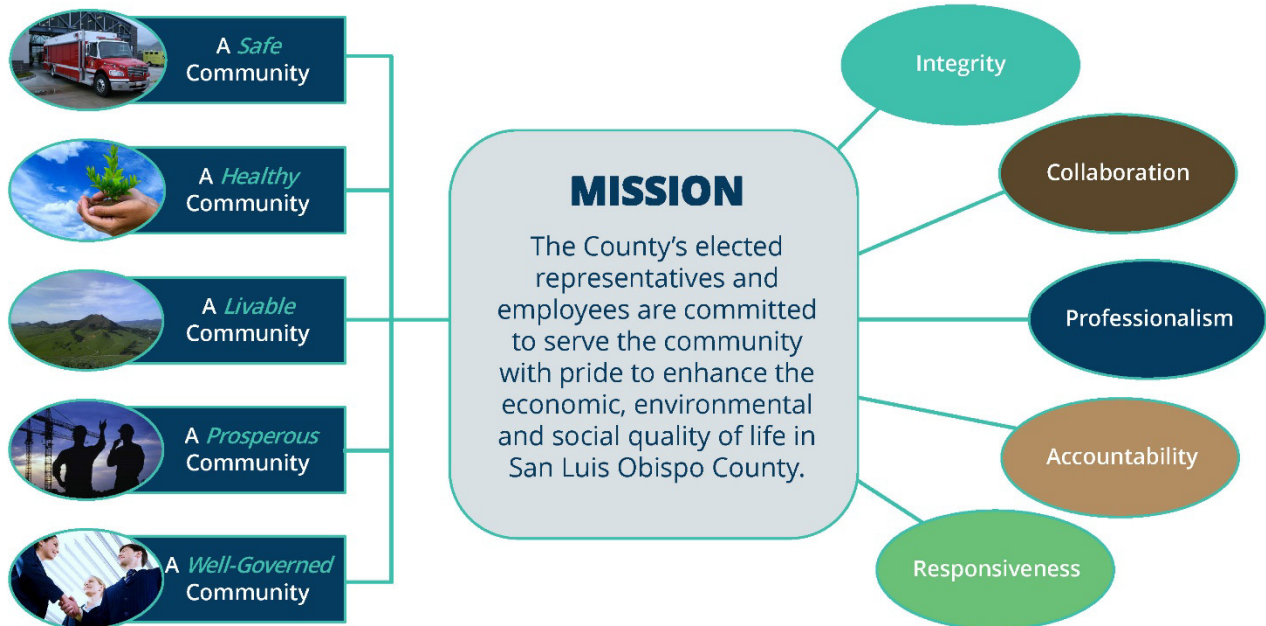 A Safe
Community
A Healthy
Community
A Livable
Community
A Prosperous
Community
A Well-Governed
Community
MISSION
The County’s elected
representatives and
employees are committed
to serve the community
with pride to enhance the
economic, environmental
and social quality of life in
San Luis Obispo County.
Integrity
Collaboration
Professionalism
Accountability
Responsiveness